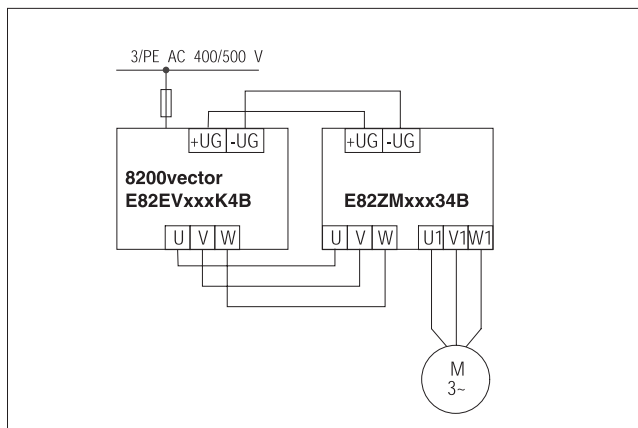 3/PE AC 400/500 V
+UG -UG
+UG -UG
8200vector
E82EVxxxK4B
E82ZMxxx34B
U V W
U V W
U1 V1 W1
M
3~